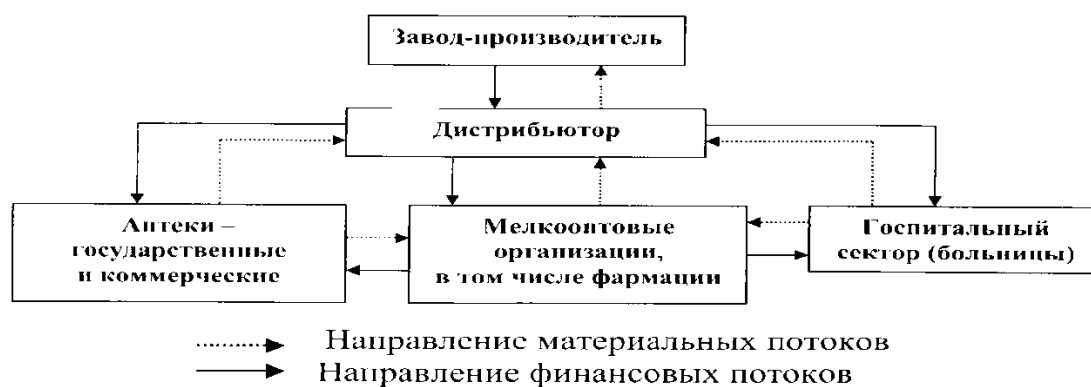 Завод-производитель
Дистрибьютор
Аптеки –
государственные
и коммерческие
Мелкооптовые
организации,
в том числе фармации
Госпитальный
сектор (больницы)
Направление материальных потоков
Направление финансовых потоков